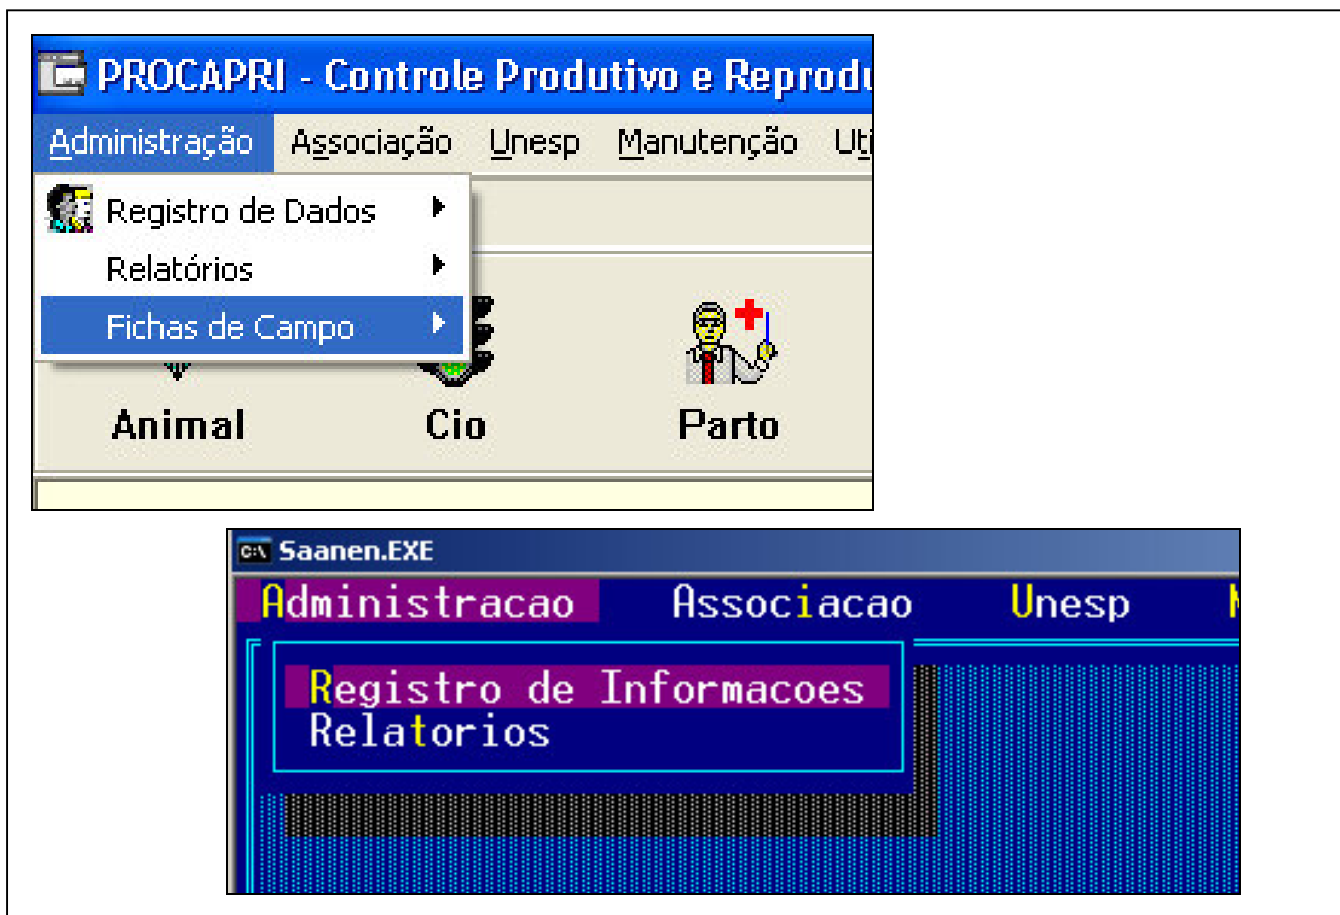 PROCAPRI - Controle Produtivo e Reprodu
Administração Associação Unesp Manutenção Uti
Registro de Dados
Relatórios
Fichas de Campo
Animal Cio Parto
C:\ Saanen.EXE
Administracao Associacao Unesp M
Registro de Informacoes
Relatorios